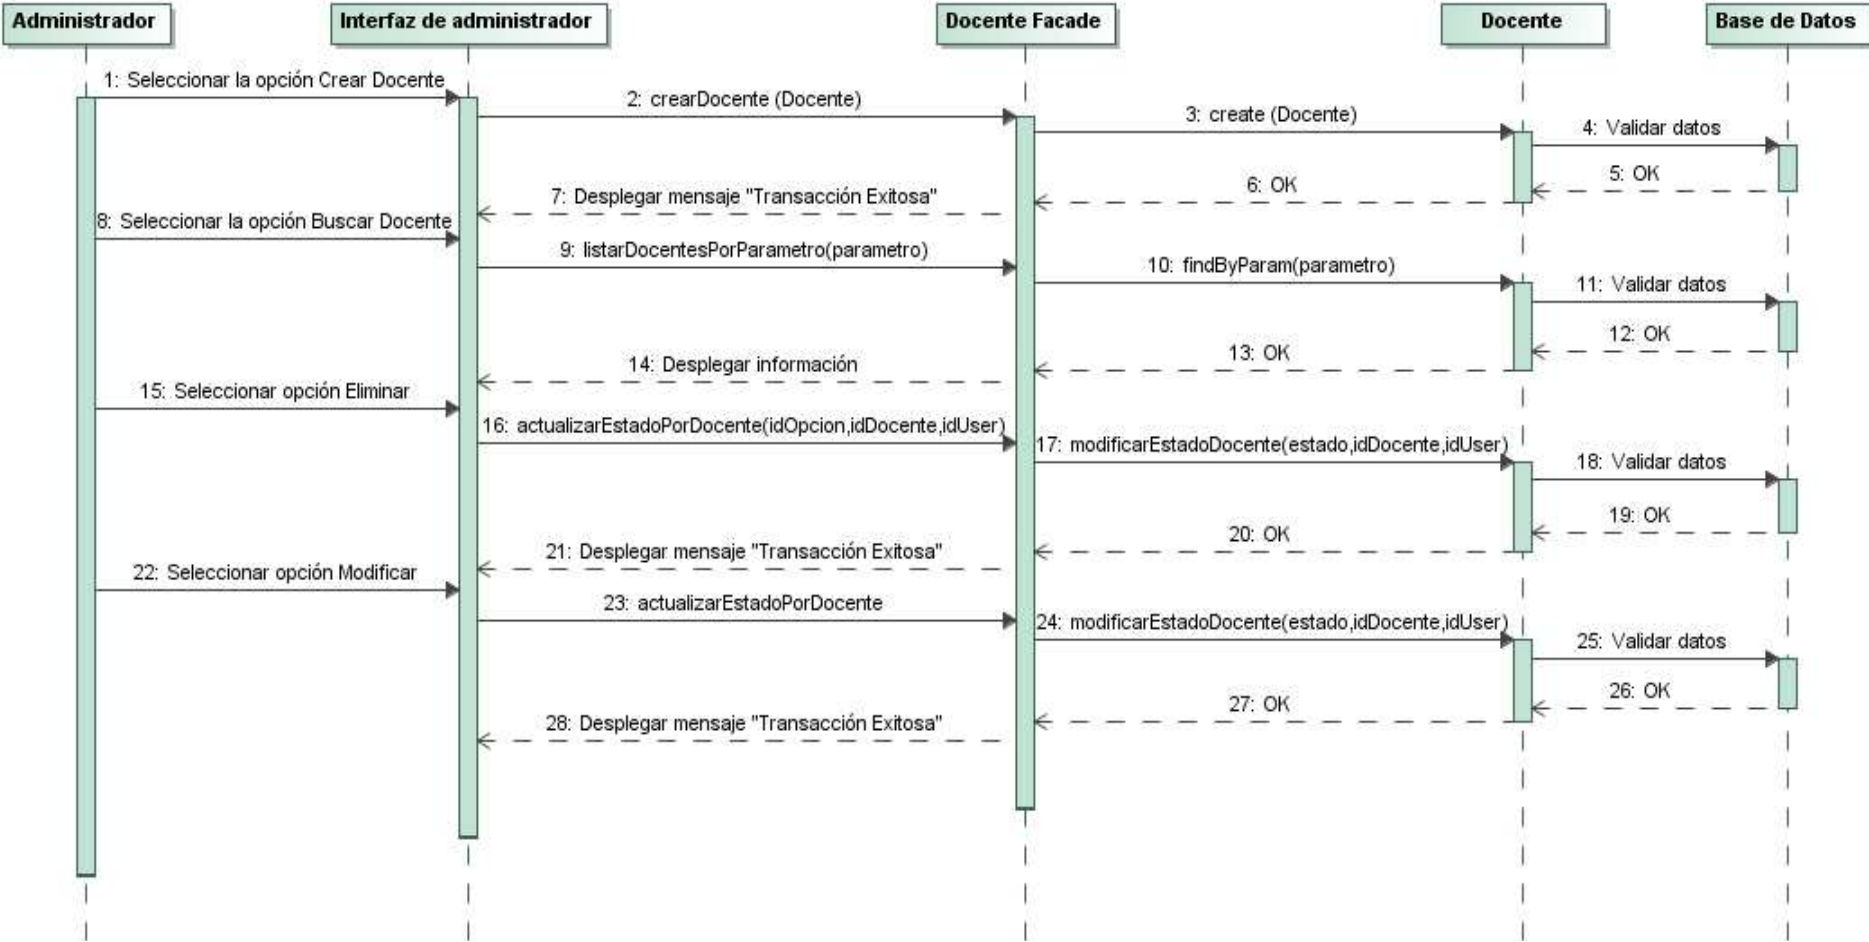 Administrador
Interfaz de administrador
Docente Facade
Docente
Base de Datos
1: Seleccionar la opción Crear Docente
2: crearDocente (Docente)
3: create (Docente)
4: Validar datos
5: OK
6: OK
7: Desplegar mensaje "Transacción Exitosa"
8: Seleccionar la opción Buscar Docente
9: listarDocentesPorParametro(parametro)
10: findByParam(parametro)
11: Validar datos
12: OK
13: OK
14: Desplegar información
15: Seleccionar opción Eliminar
16: actualizarEstadoPorDocente(idOpcion,idDocente,idUser)
17: modificarEstadoDocente(estado,idDocente,idUser)
18: Validar datos
19: OK
20: OK
21: Desplegar mensaje "Transacción Exitosa"
22: Seleccionar opción Modificar
23: actualizarEstadoPorDocente
24: modificarEstadoDocente(estado,idDocente,idUser)
25: Validar datos
26: OK
27: OK
28: Desplegar mensaje "Transacción Exitosa"